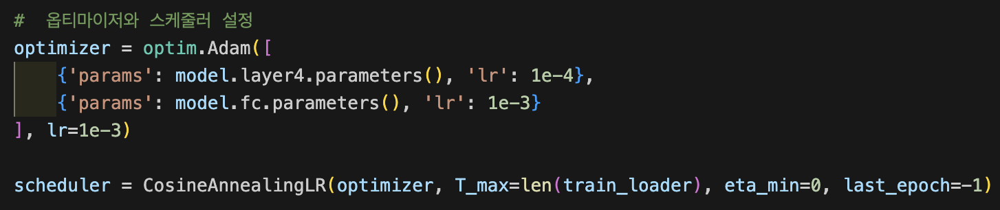 #  옵티마이저와 스케줄러 설정
optimizer = optim.Adam([
    {'params': model.layer4.parameters(), 'lr': 1e-4},
    {'params': model.fc.parameters(), 'lr': 1e-3}
], lr=1e-3)

scheduler = CosineAnnealingLR(optimizer, T_max=len(train_loader), eta_min=0, last_epoch=-1)